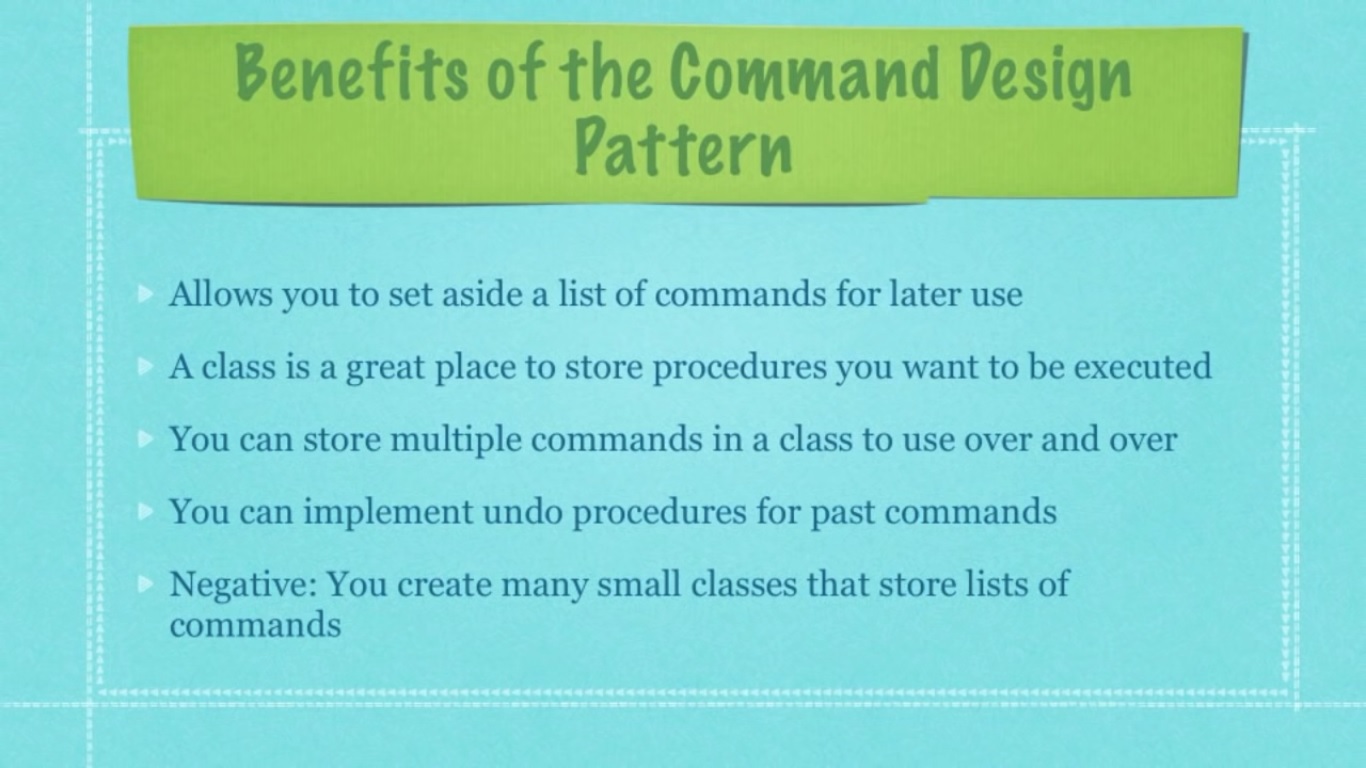 Benefits of the Command Design
Pattern
Allows you to set aside a list of commands for later use
A class is a great place to store procedures you want to be executed
You can store multiple commands in a class to use over and over
You can implement undo procedures for past commands
Negative: You create many small classes that store lists of
commands